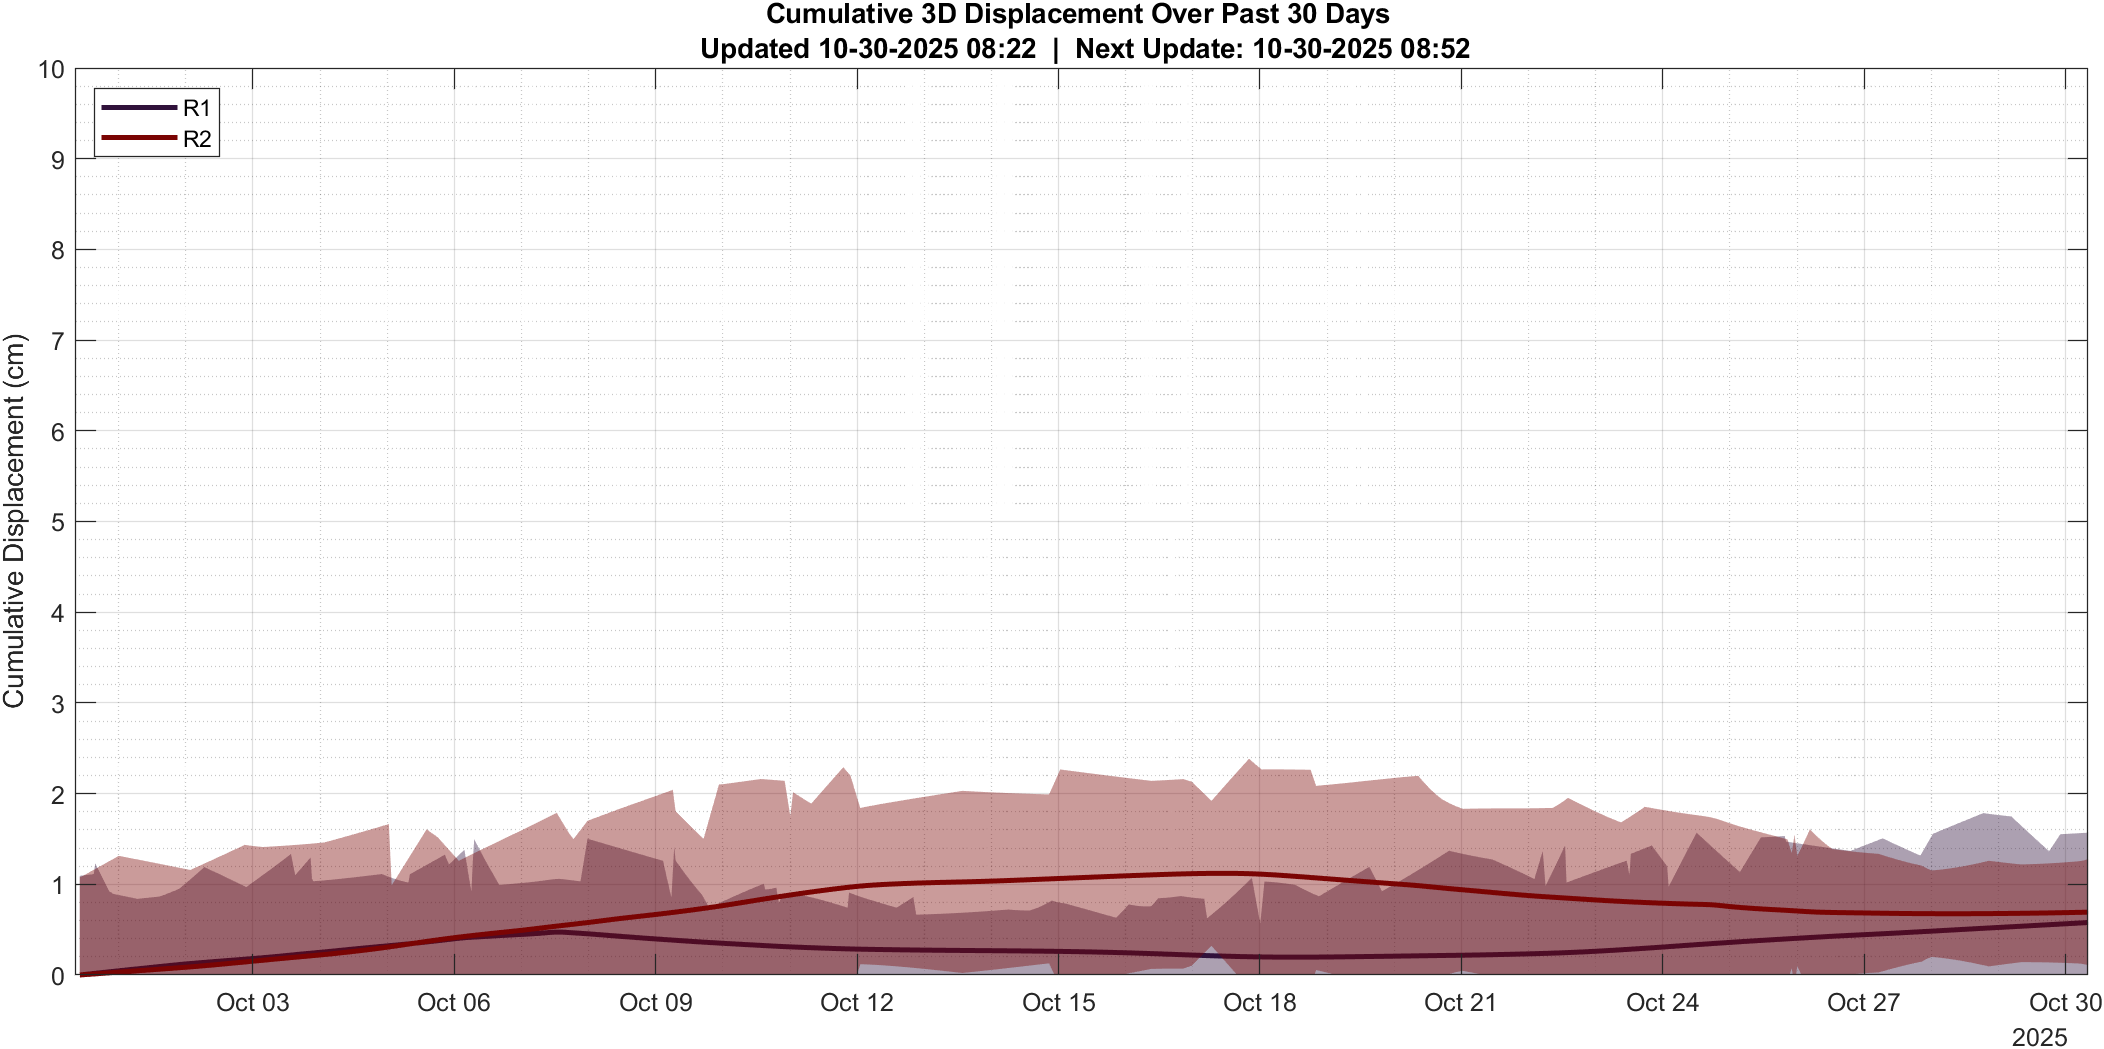 Cumulative 3D Displacement Over Past 30 Days
Updated 10-30-2025 08:22 | Next Update: 10-30-2025 08:52
R1
R2
Cumulative Displacement (cm)
10
9
8
7
6
5
4
3
2
1
0
Oct 03
Oct 06
Oct 09
Oct 12
Oct 15
Oct 18
Oct 21
Oct 24
Oct 27
Oct 30
2025